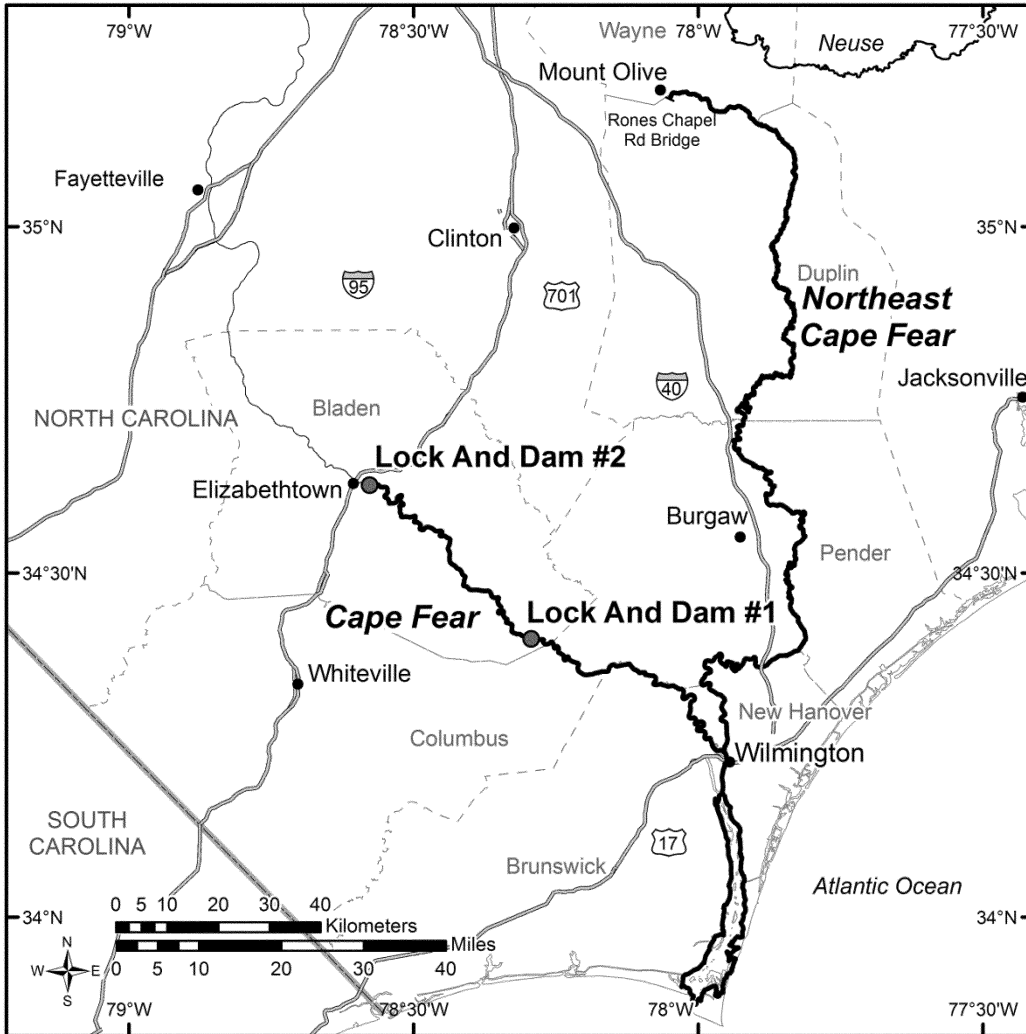 79°W
78°30'W
78°W
77°30'W
Wayne
Neuse
Mount Olive
Rones Chapel
Rd Bridge
Fayetteville
35°N
35°N
Clinton
95
701
Duplin
Northeast
Cape Fear
40
Jacksonville
NORTH CAROLINA
Bladen
Lock And Dam #2
Elizabethtown
Burgaw
Pender
34°30'N
34°30'N
Cape Fear
Lock And Dam #1
Whiteville
New Hanover
Columbus
Wilmington
SOUTH
CAROLINA
17
Brunswick
Atlantic Ocean
0 5 10 20 30 40
Kilometers
Miles
0 5 10 20 30 40
34°N
34°N
N
W E
S
79°W
78°30'W
78°W
77°30'W